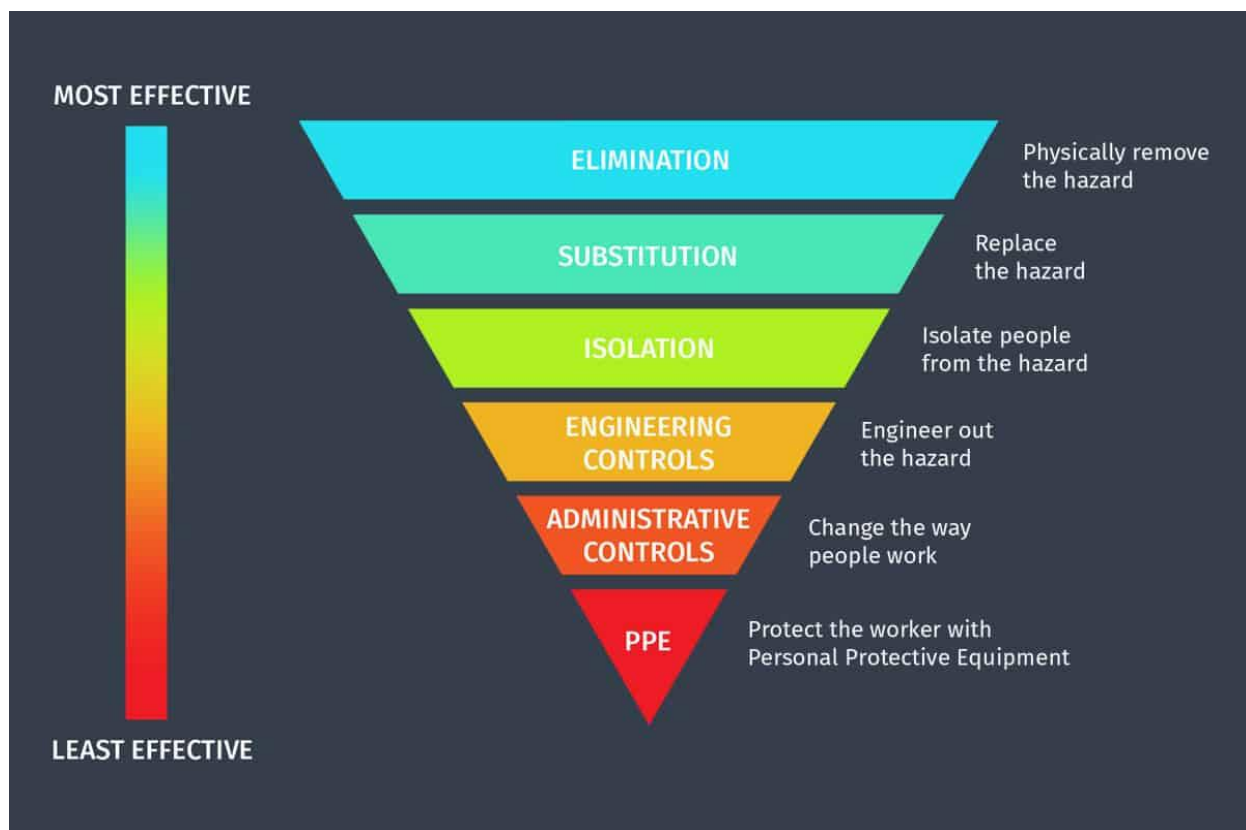 MOST EFFECTIVE
ELIMINATION
Physically remove
the hazard
SUBSTITUTION
Replace
the hazard
ISOLATION
Isolate people
from the hazard
ENGINEERING
CONTROLS
Engineer out
the hazard
ADMINISTRATIVE
CONTROLS
Change the way
people work
PPE
Protect the worker with
Personal Protective Equipment
LEAST EFFECTIVE